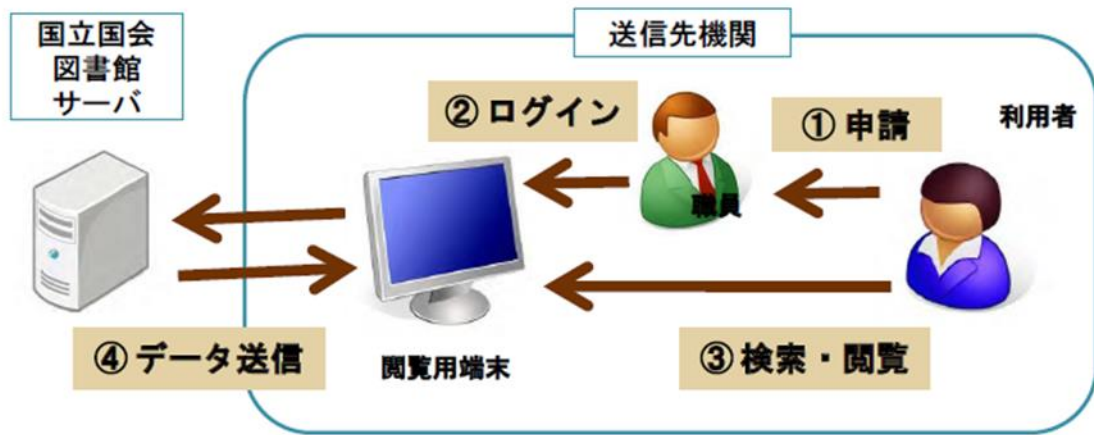 国立国会
図書館
サーバ
送信先機関
② ログイン
① 申請
利用者
職員
④ データ送信
閲覧用端末
③ 検索・閲覧